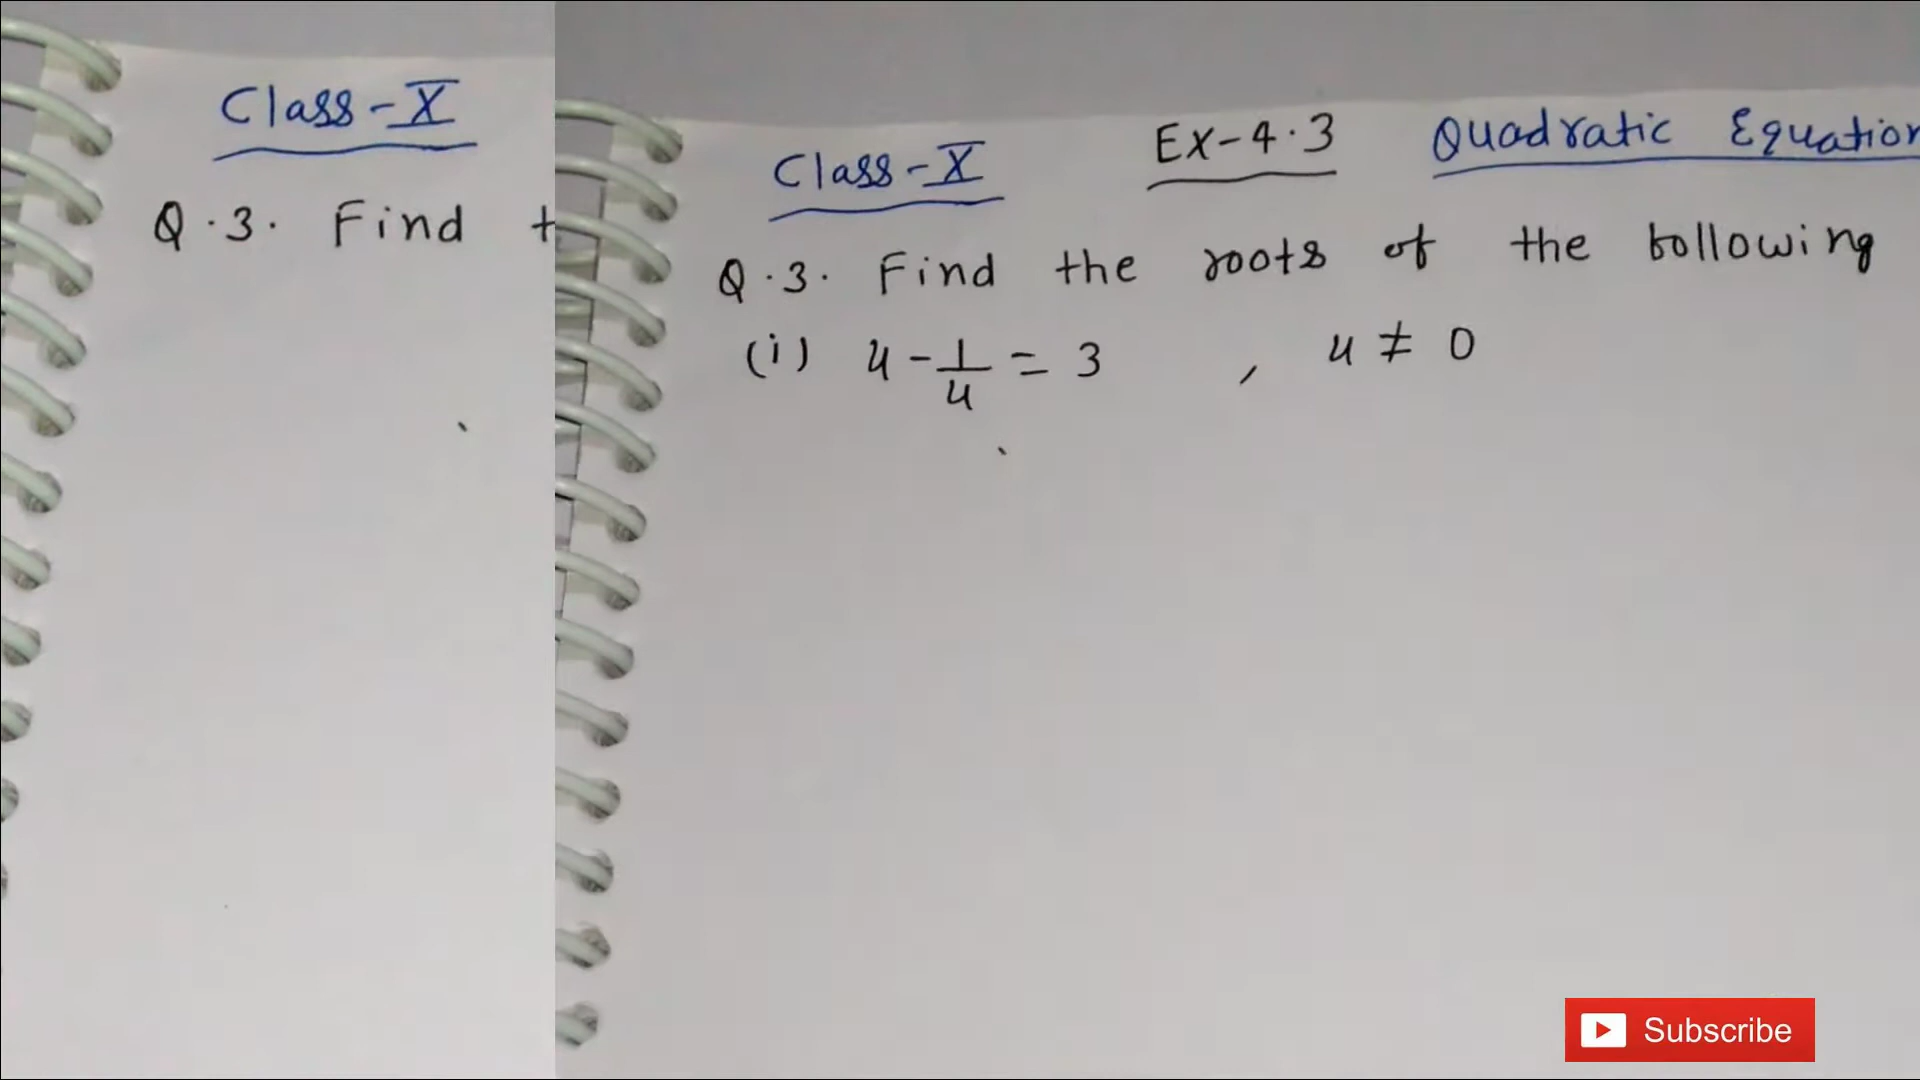 Class-X
Q.3. Find t
Class-X Ex-4.3 Quadratic Equation
Q.3. Find the roots of the following
(i) x - 1/x = 3 , x ≠ 0
Subscribe